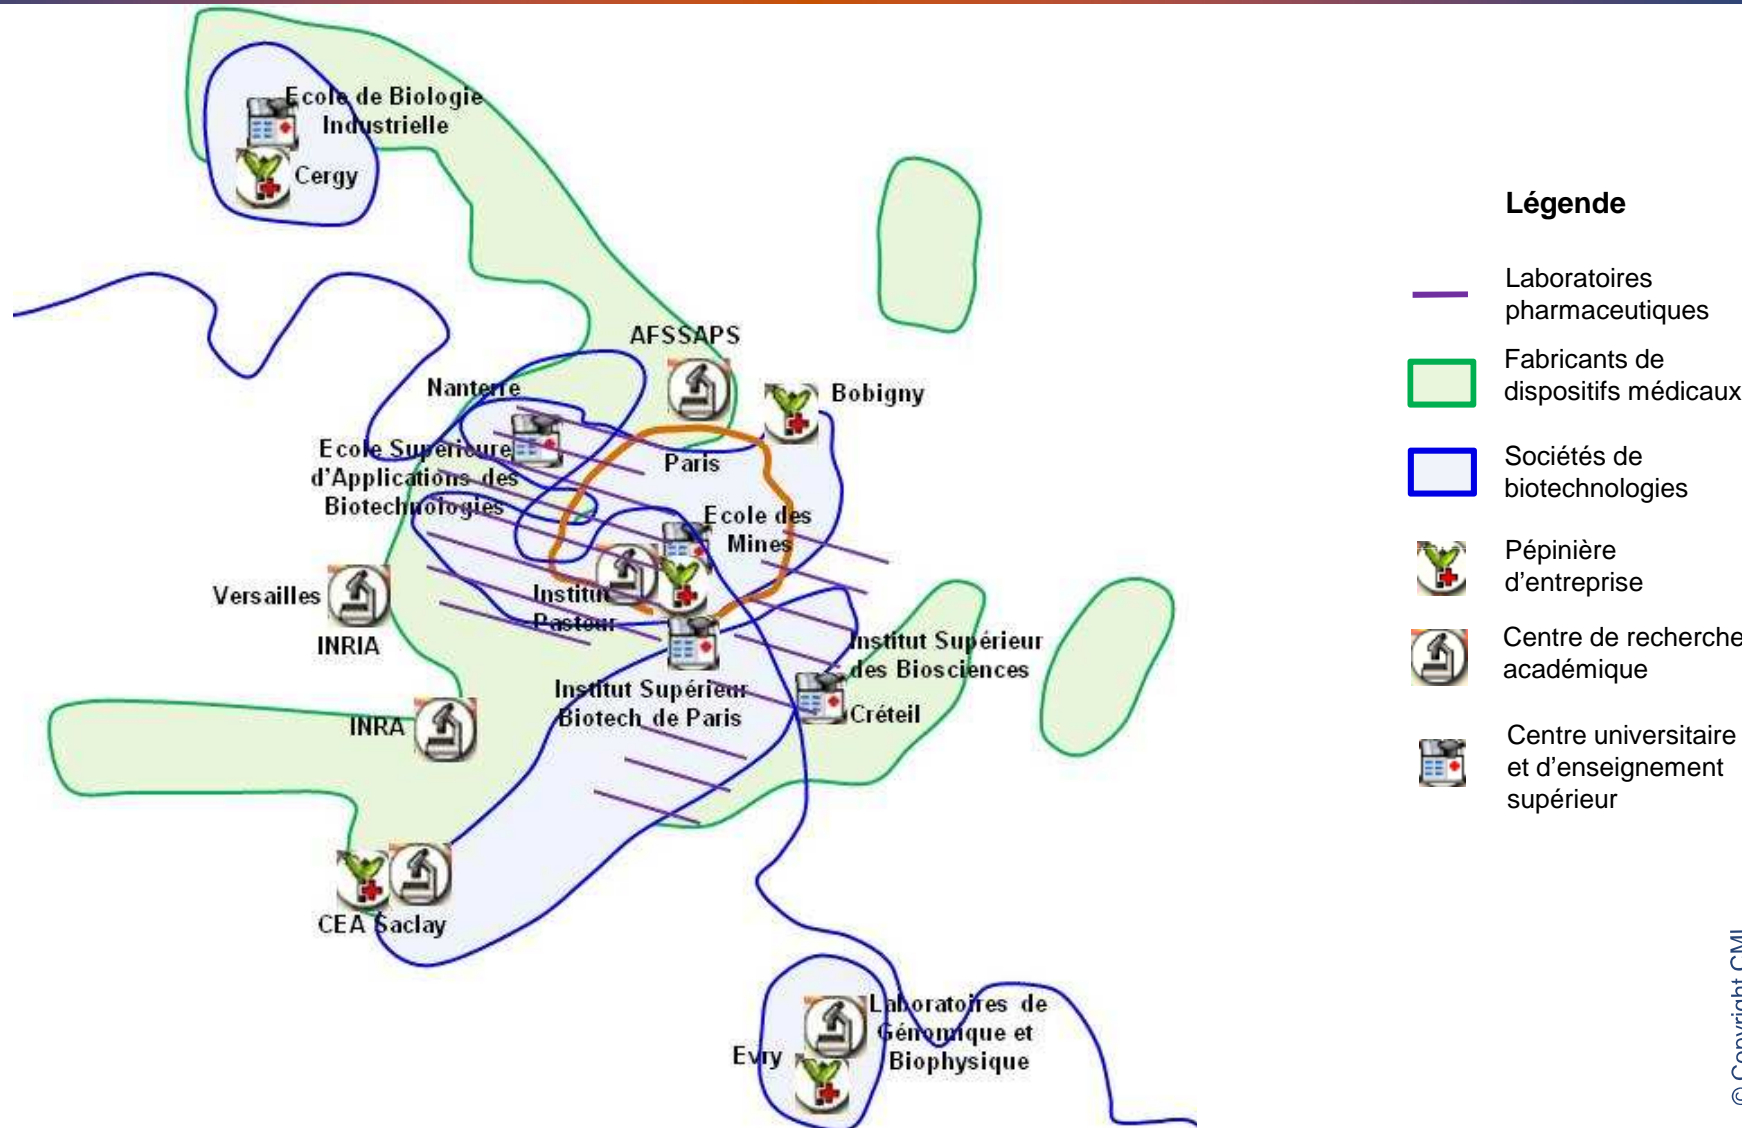 Ecole de Biologie
Industrielle
Cergy
AFSSAPS
Nanterre
Bobigny
Ecole Supérieure
d'Applications des
Biotechnologies
Paris
Ecole des
Mines
Versailles
INRIA
Institut
Pasteur
Institut Supérieur
des Biosciences
Institut Supérieur
Biotech de Paris
Créteil
INRA
CEA Saclay
Laboratoires de
Génomique et
Biophysique
Evry
Légende
Laboratoires
pharmaceutiques
Fabricants de
dispositifs médicaux
Sociétés de
biotechnologies
Pépinière
d'entreprise
Centre de recherche
académique
Centre universitaire
et d'enseignement
supérieur
© Copyright CMI